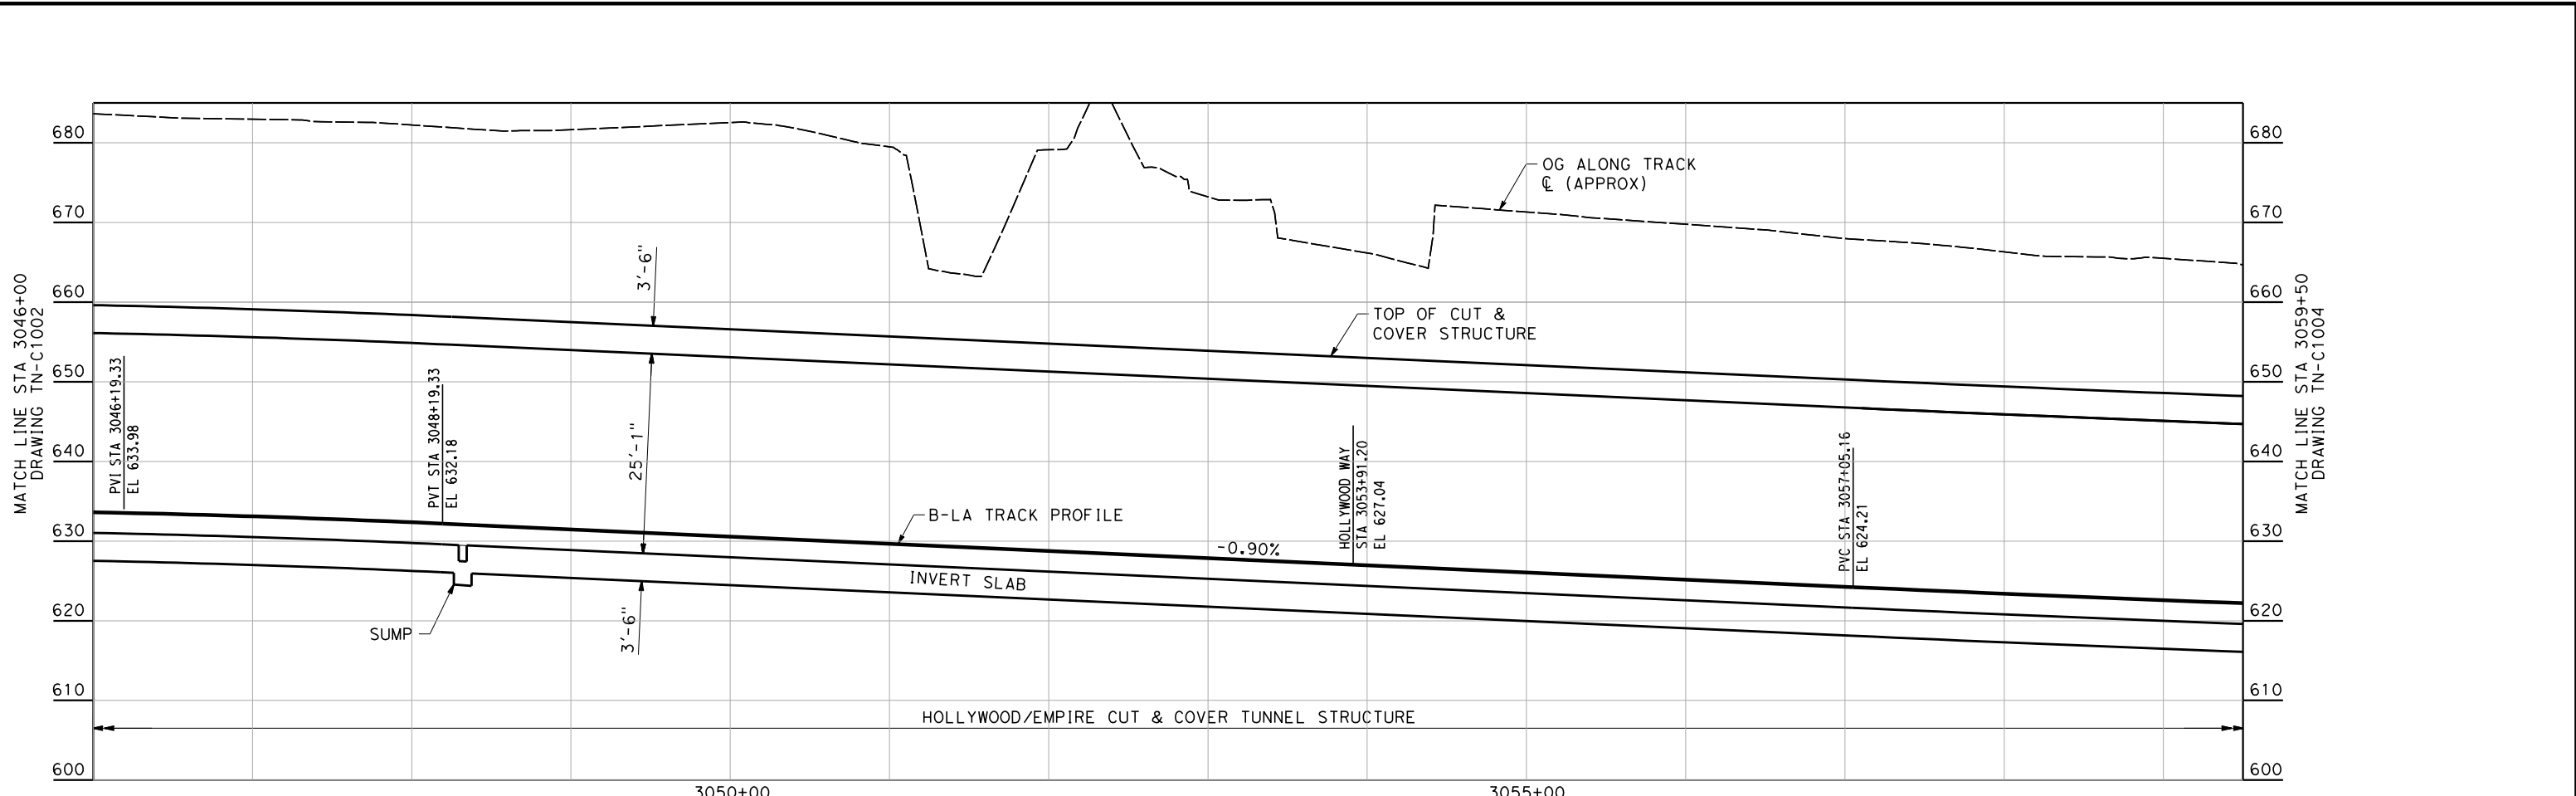 680
670
660
650
640
630
620
610
600
MATCH LINE STA 3046+00
DRAWING TN-C1002
PVI STA 3046+19.33
EL 633.98
PVT STA 3048+19.33
EL 632.18
SUMP
3'-6"
25'-1"
3'-6"
B-LA TRACK PROFILE
INVERT SLAB
-0.90%
TOP OF CUT &
COVER STRUCTURE
OG ALONG TRACK
℄ (APPROX)
HOLLYWOOD WAY
STA 3053+91.20
EL 627.04
PVC STA 3057+05.16
EL 624.21
HOLLYWOOD/EMPIRE CUT & COVER TUNNEL STRUCTURE
680
670
660
650
640
630
620
610
600
MATCH LINE STA 3059+50
DRAWING TN-C1004
3050+00
3055+00